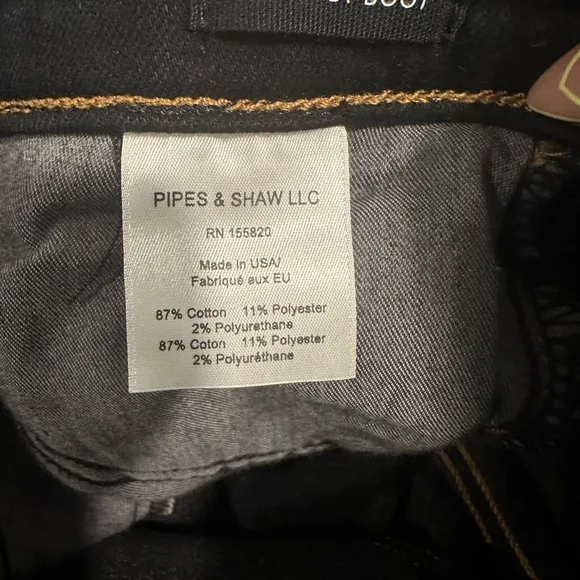 BOOT
PIPES & SHAW LLC
RN 155820
Made in USA/
Fabriqué aux EU
87% Cotton 11% Polyester
2% Polyurethane
87% Coton 11% Polyester
2% Polyuréthane